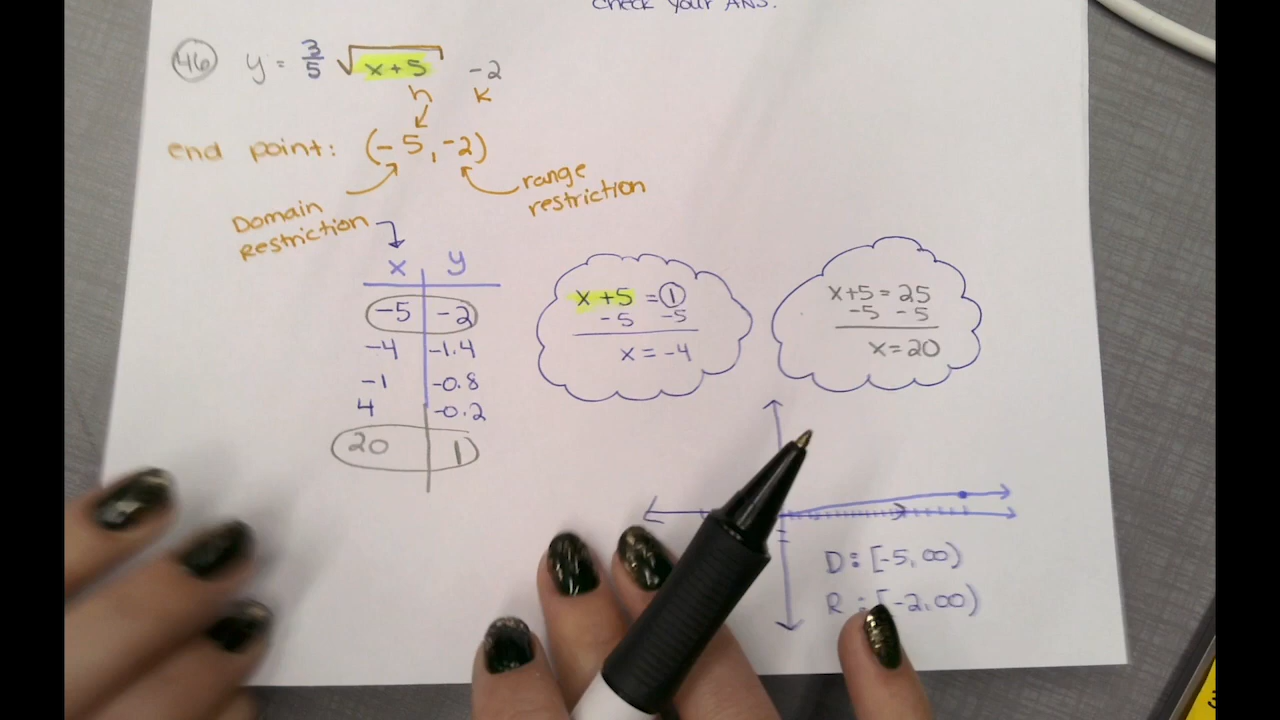 check your ANS.
46 y = 3/5 √x+5 -2
h k
end point: (-5, -2)
Domain Restriction
range restriction
x y
-5 -2
-4 -1.4
-1 -0.8
4 -0.2
20 1
x+5 = 1
-5 -5
x = -4
x+5 = 25
-5 -5
x = 20
D: [-5, ∞)
R: [-2, ∞)